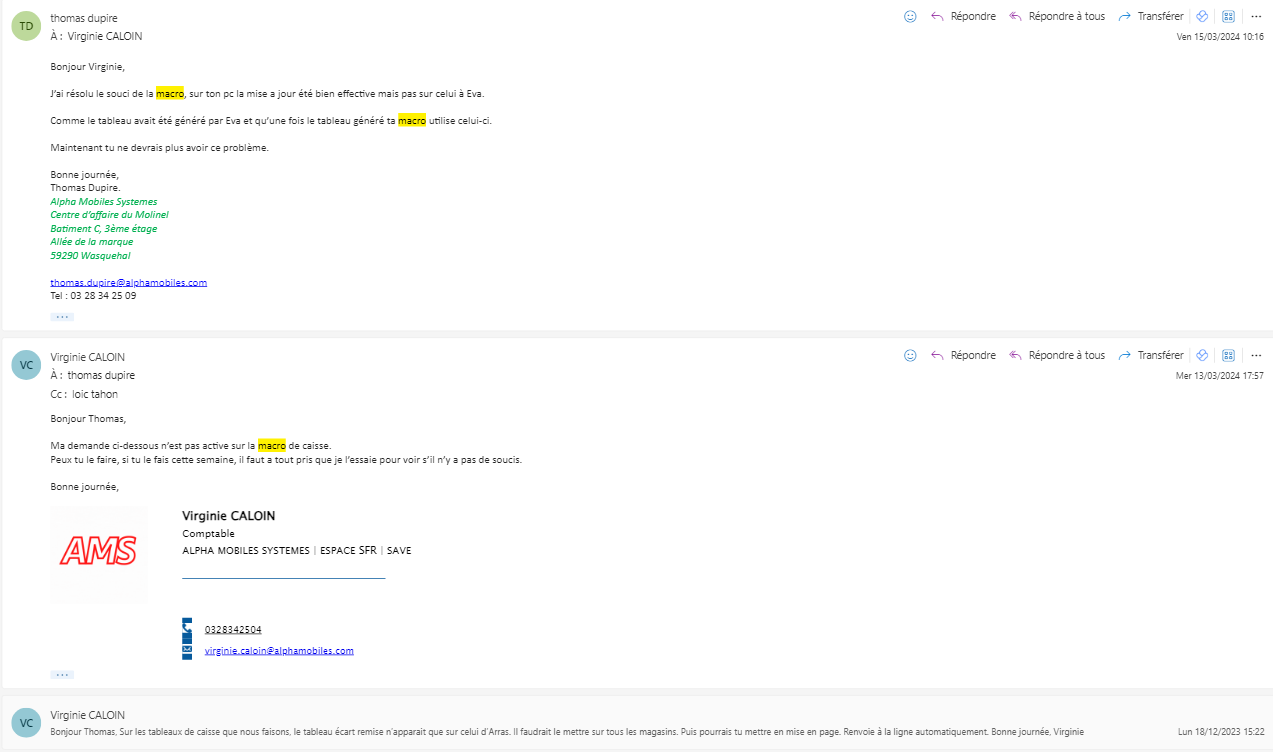 TD
thomas dupire
Répondre
Répondre à tous
Transférer
À : Virginie CALOIN
Ven 15/03/2024 10:16
Bonjour Virginie,
J'ai résolu le souci de la macro, sur ton pc la mise a jour été bien effective mais pas sur celui à Eva.
Comme le tableau avait été généré par Eva et qu'une fois le tableau généré ta macro utilise celui-ci.
Maintenant tu ne devrais plus avoir ce problème.
Bonne journée,
Thomas Dupire.
Alpha Mobiles Systemes
Centre d'affaire du Molinel
Batiment C, 3ème étage
Allée de la marque
59290 Wasquehal
thomas.dupire@alphamobiles.com
Tel : 03 28 34 25 09
VC
Virginie CALOIN
Répondre
Répondre à tous
Transférer
À : thomas dupire
Mer 13/03/2024 17:57
Cc : loic tahon
Bonjour Thomas,
Ma demande ci-dessous n'est pas active sur la macro de caisse.
Peux tu le faire, si tu le fais cette semaine, il faut a tout pris que je l'essaie pour voir s'il n'y a pas de soucis.
Bonne journée,
AMS
Virginie CALOIN
Comptable
ALPHA MOBILES SYSTEMES | ESPACE SFR | SAVE
0328342504
virginie.caloin@alphamobiles.com
VC
Virginie CALOIN
Bonjour Thomas, Sur les tableaux de caisse que nous faisons, le tableau écart remise n'apparait que sur celui d'Arras. Il faudrait le mettre sur tous les magasins. Puis pourrais tu mettre en mise en page. Renvoie à la ligne automatiquement. Bonne journée, Virginie
Lun 18/12/2023 15:22